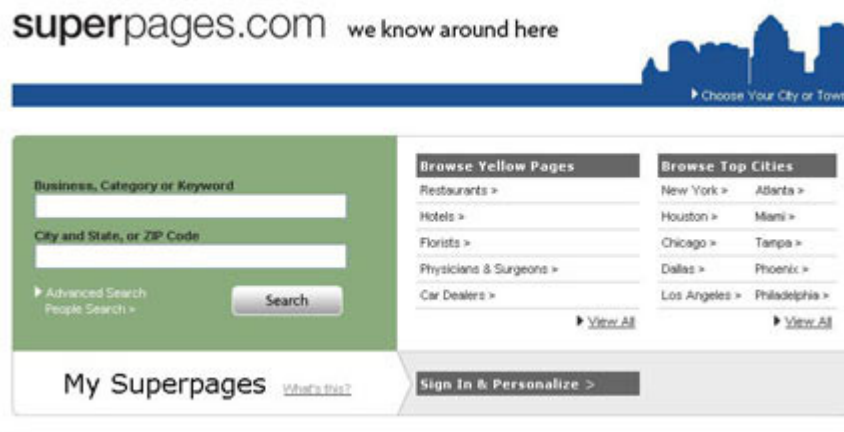 superpages.com we know around here
Choose Your City or Town
Business, Category or Keyword
City and State, or ZIP Code
Advanced Search
People Search »
Search
Browse Yellow Pages
Restaurants »
Hotels »
Florists »
Physicians & Surgeons »
Car Dealers »
View All
Browse Top Cities
New York » Atlanta »
Houston » Miami »
Chicago » Tampa »
Dallas » Phoenix »
Los Angeles » Philadelphia »
View All
My Superpages What's this?
Sign In & Personalize >